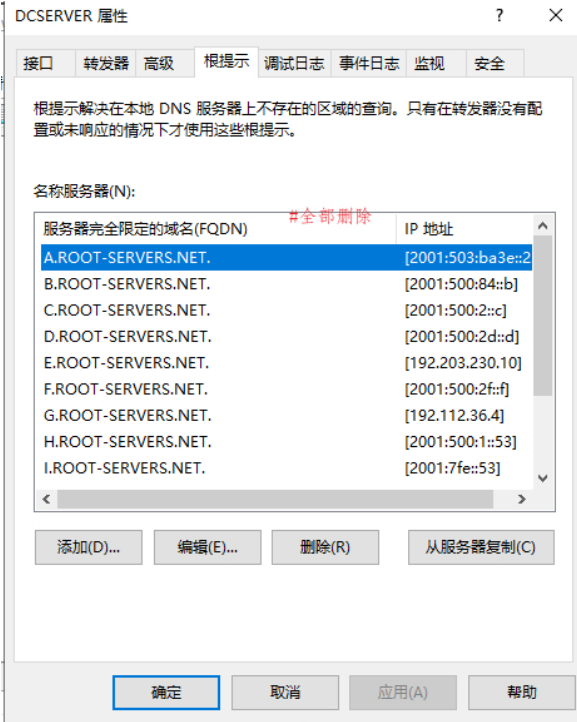 DCSERVER 属性
接口 转发器 高级 根提示 调试日志 事件日志 监视 安全
根提示解决在本地 DNS 服务器上不存在的区域的查询。只有在转发器没有配
置或未响应的情况下才使用这些根提示。
名称服务器(N):
#全部删除
服务器完全限定的域名(FQDN) IP 地址
A.ROOT-SERVERS.NET. [2001:503:ba3e::2
B.ROOT-SERVERS.NET. [2001:500:84::b]
C.ROOT-SERVERS.NET. [2001:500:2::c]
D.ROOT-SERVERS.NET. [2001:500:2d::d]
E.ROOT-SERVERS.NET. [192.203.230.10]
F.ROOT-SERVERS.NET. [2001:500:2f::f]
G.ROOT-SERVERS.NET. [192.112.36.4]
H.ROOT-SERVERS.NET. [2001:500:1::53]
I.ROOT-SERVERS.NET. [2001:7fe::53]
添加(D)... 编辑(E)... 删除(R) 从服务器复制(C)
确定 取消 应用(A) 帮助